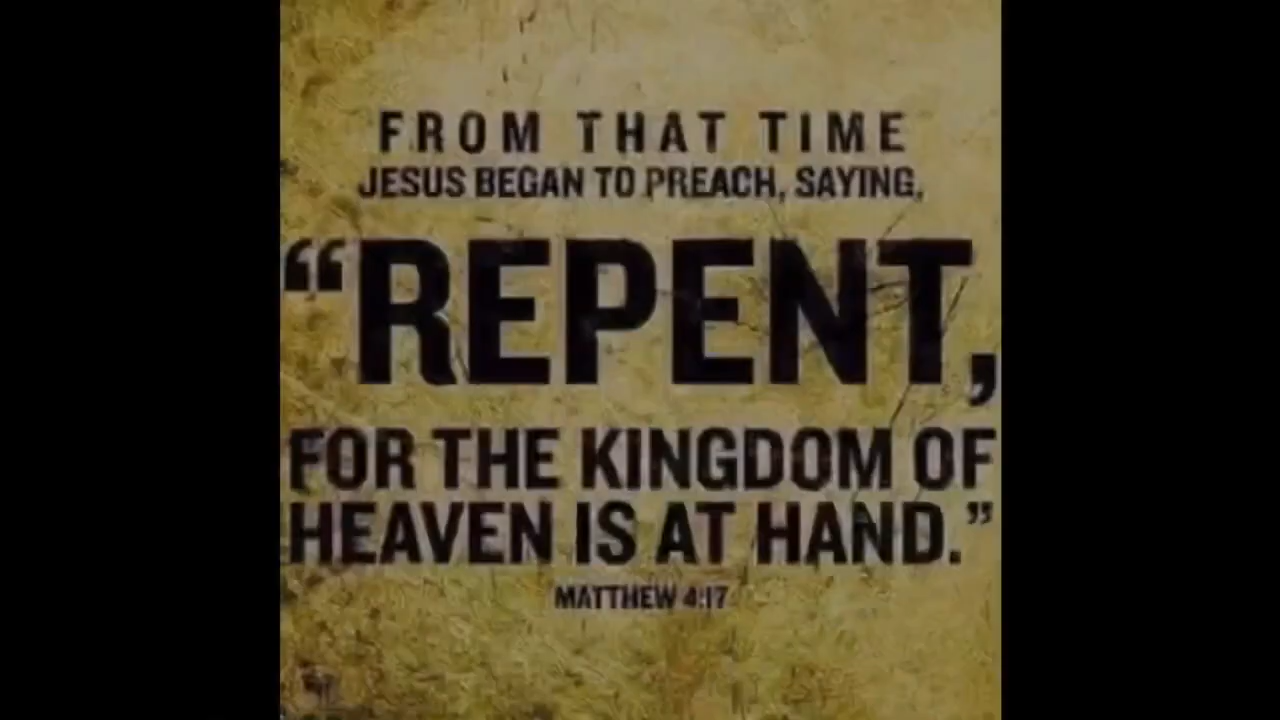 FROM THAT TIME
JESUS BEGAN TO PREACH, SAYING,
“REPENT,
FOR THE KINGDOM OF
HEAVEN IS AT HAND.”
MATTHEW 4:17